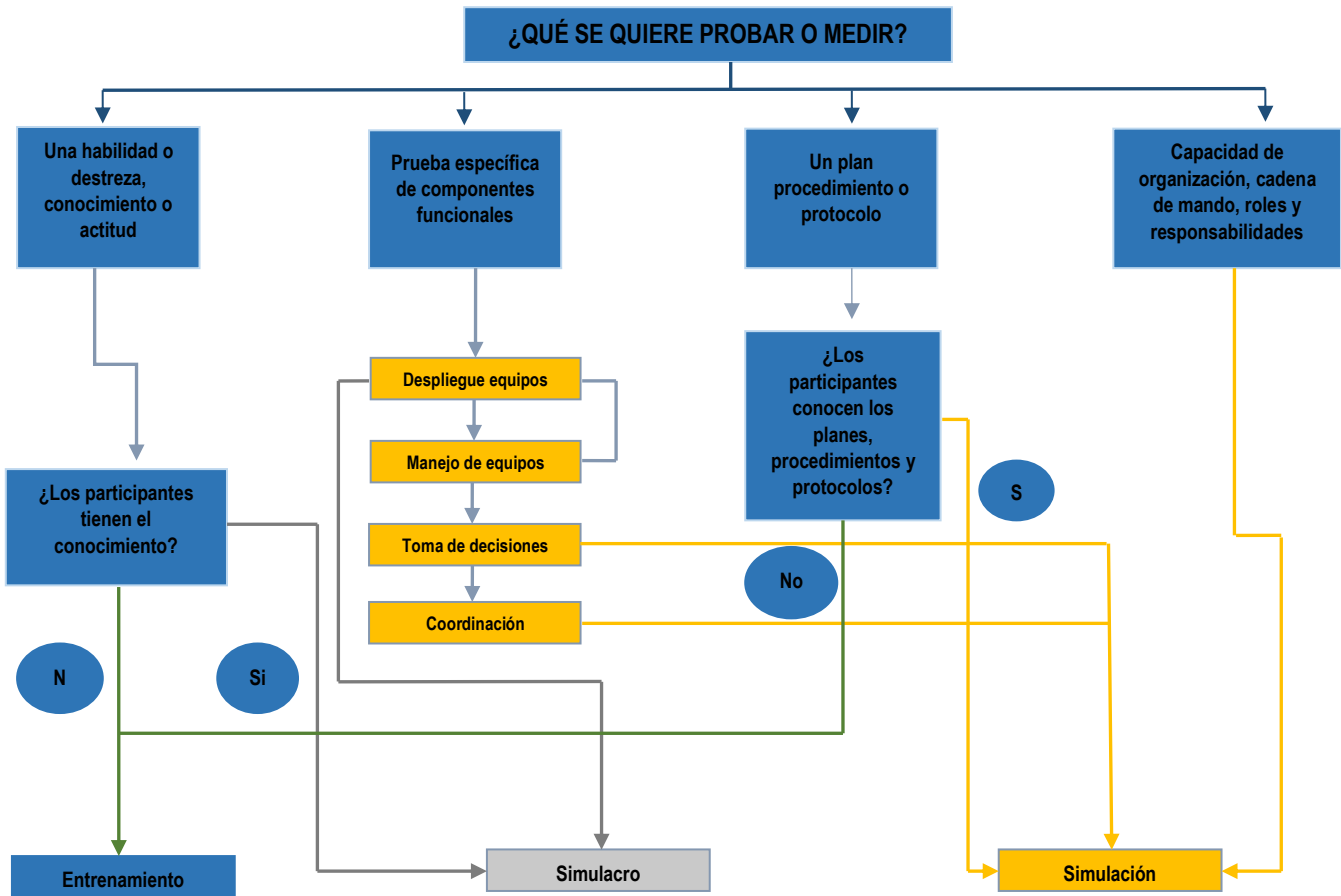 ¿QUÉ SE QUIERE PROBAR O MEDIR?
Una habilidad o
destreza,
conocimiento o
actitud
Prueba específica
de componentes
funcionales
Un plan
procedimiento o
protocolo
Capacidad de
organización, cadena
de mando, roles y
responsabilidades
Despliegue equipos
Manejo de equipos
Toma de decisiones
Coordinación
¿Los
participantes
conocen los
planes,
procedimientos y
protocolos?
¿Los participantes
tienen el
conocimiento?
S
No
N
Si
Entrenamiento
Simulacro
Simulación